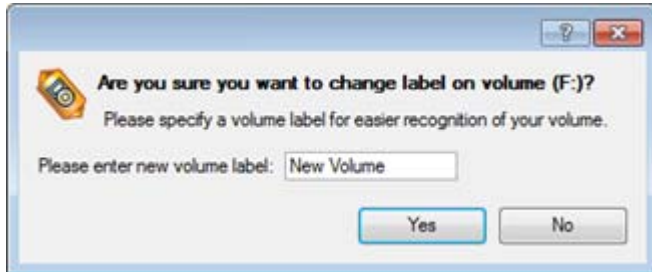 Are you sure you want to change label on volume (F:)?
Please specify a volume label for easier recognition of your volume.
Please enter new volume label: New Volume
Yes No